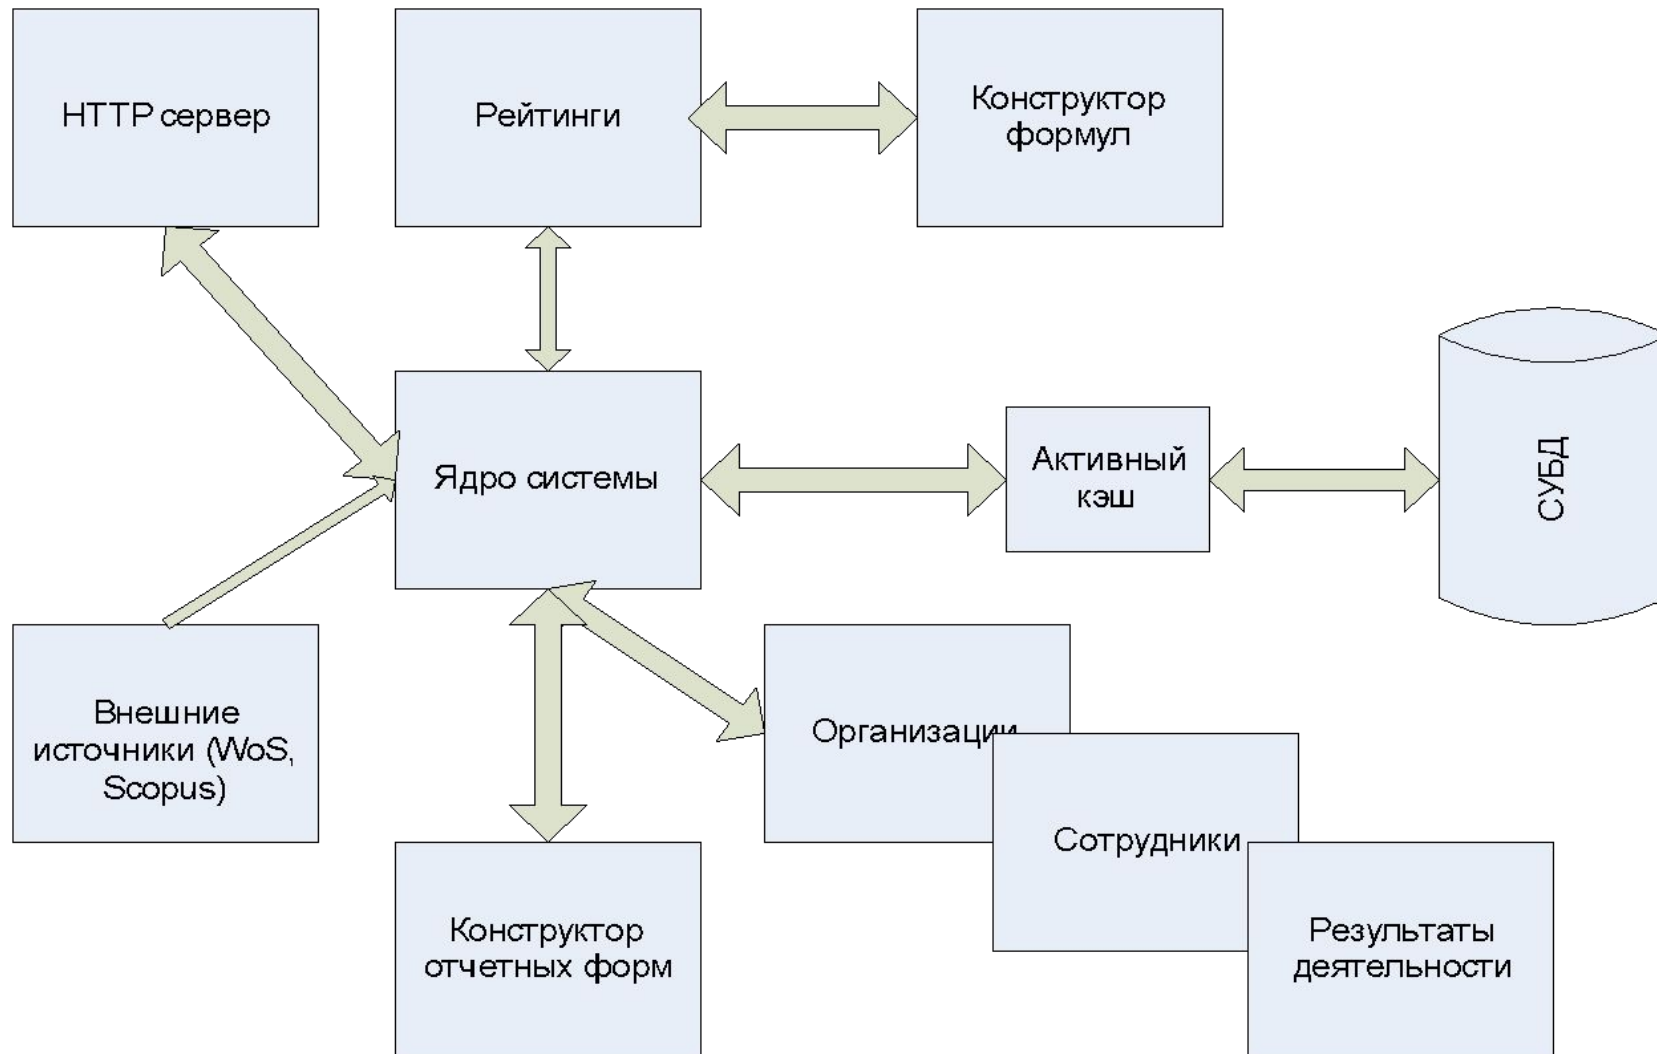 HTTP сервер
Рейтинги
Конструктор
формул
Ядро системы
Активный
кэш
СУБД
Внешние
источники (WoS,
Scopus)
Организации
Сотрудники
Конструктор
отчетных форм
Результаты
деятельности